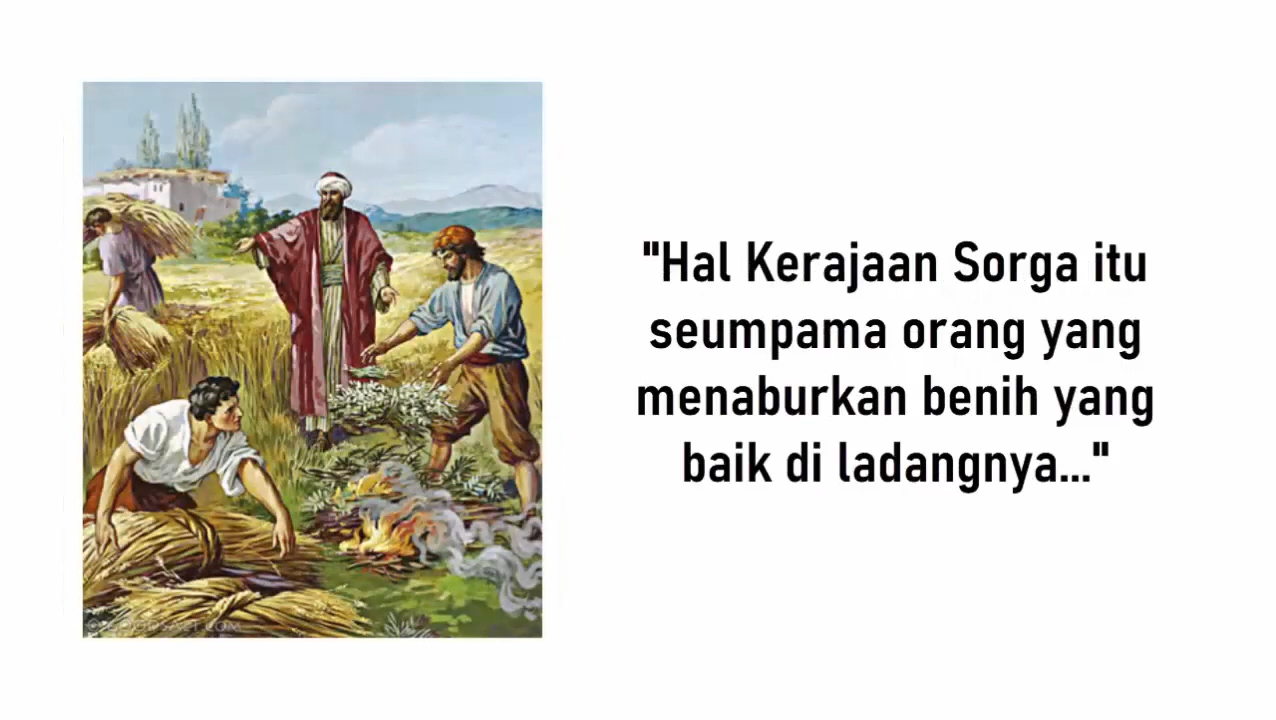 "Hal Kerajaan Sorga itu
seumpama orang yang
menaburkan benih yang
baik di ladangnya..."